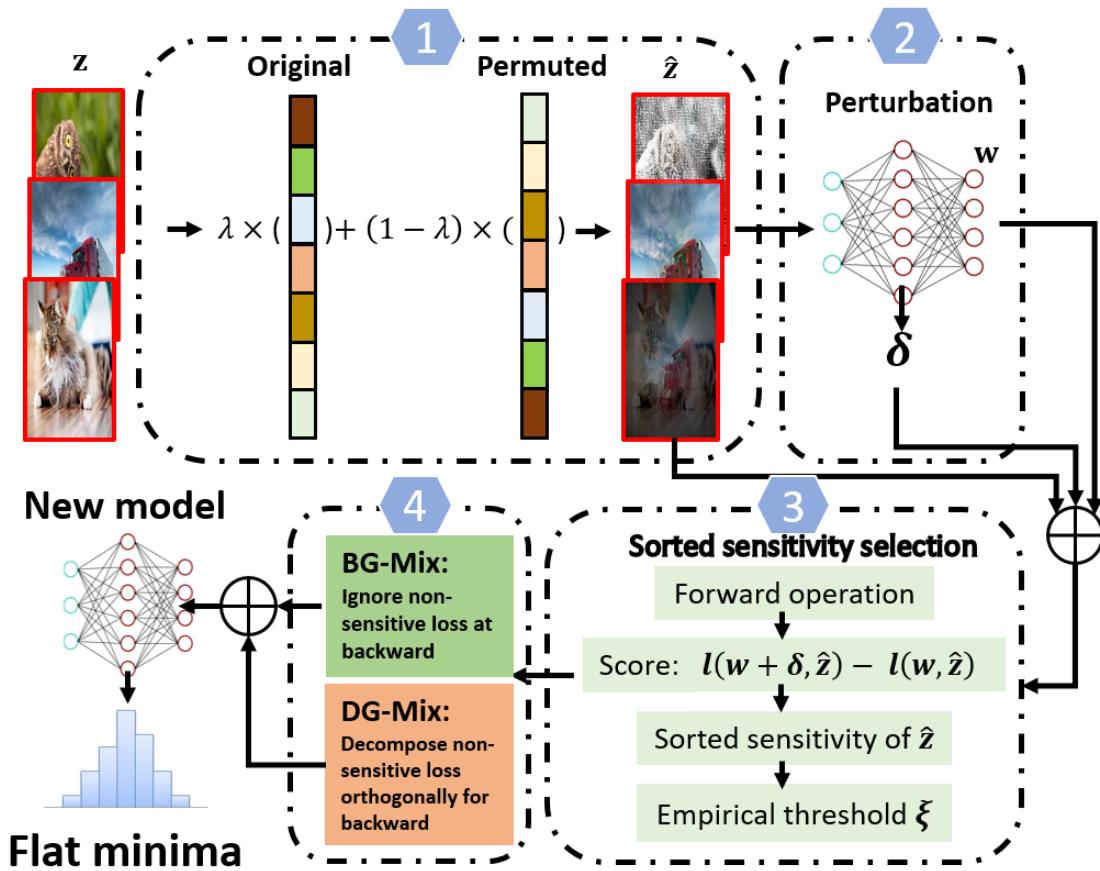 1
2
z
Original
Permuted
ẑ
Perturbation
w
λ × ( ) + (1 − λ) × ( )
δ
New model
4
3
BG-Mix:
Ignore non-
sensitive loss at
backward
DG-Mix:
Decompose non-
sensitive loss
orthogonally for
backward
Sorted sensitivity selection
Forward operation
Score: l(w + δ, ẑ) − l(w, ẑ)
Sorted sensitivity of ẑ
Empirical threshold ξ
Flat minima